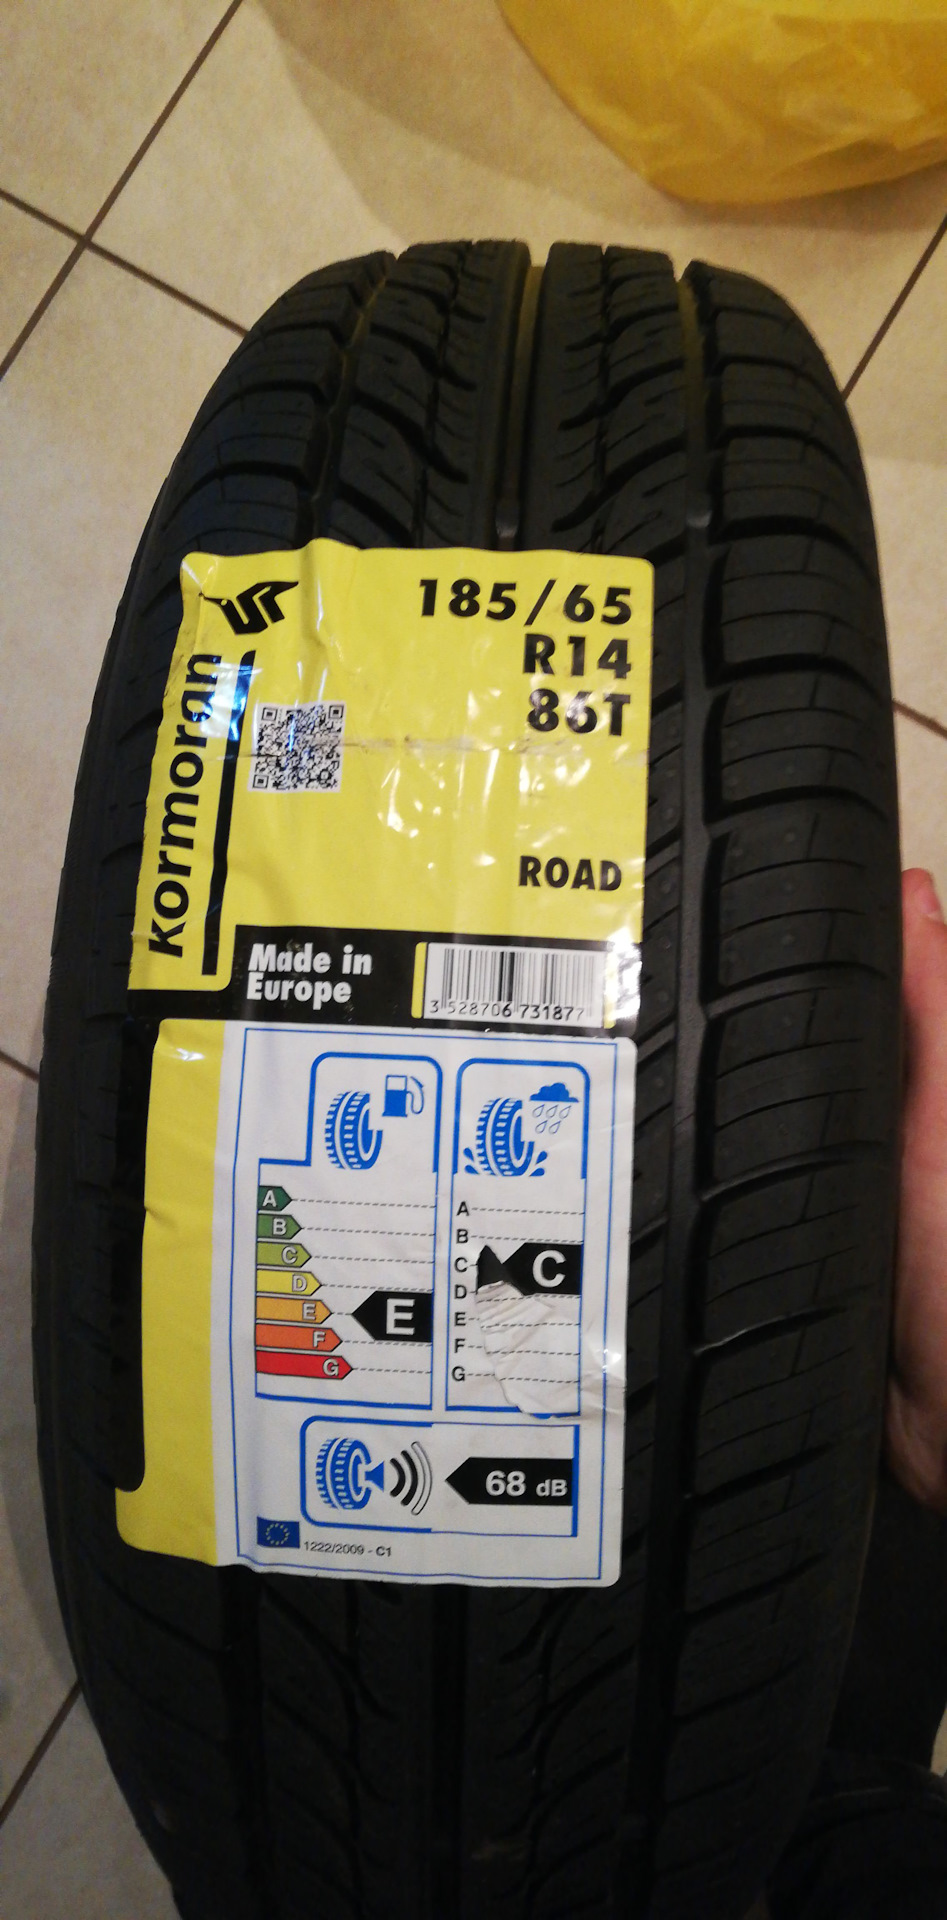 185/65
R14
86T
kormoran
ROAD
Made in
Europe
3 528706 731877
A
B
C
D
E
F
G
E
A
B
C
D
E
F
G
C
68 dB
1222/2009 - C1